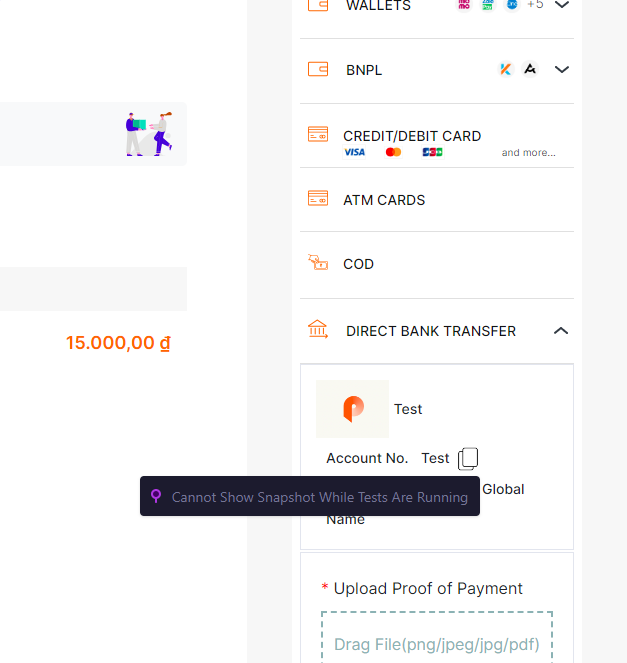 WALLETS +5
BNPL
CREDIT/DEBIT CARD
VISA and more...
ATM CARDS
COD
15.000,00 ₫
DIRECT BANK TRANSFER
Test
Account No. Test
Cannot Show Snapshot While Tests Are Running
Global
Name
* Upload Proof of Payment
Drag File(png/jpeg/jpg/pdf)